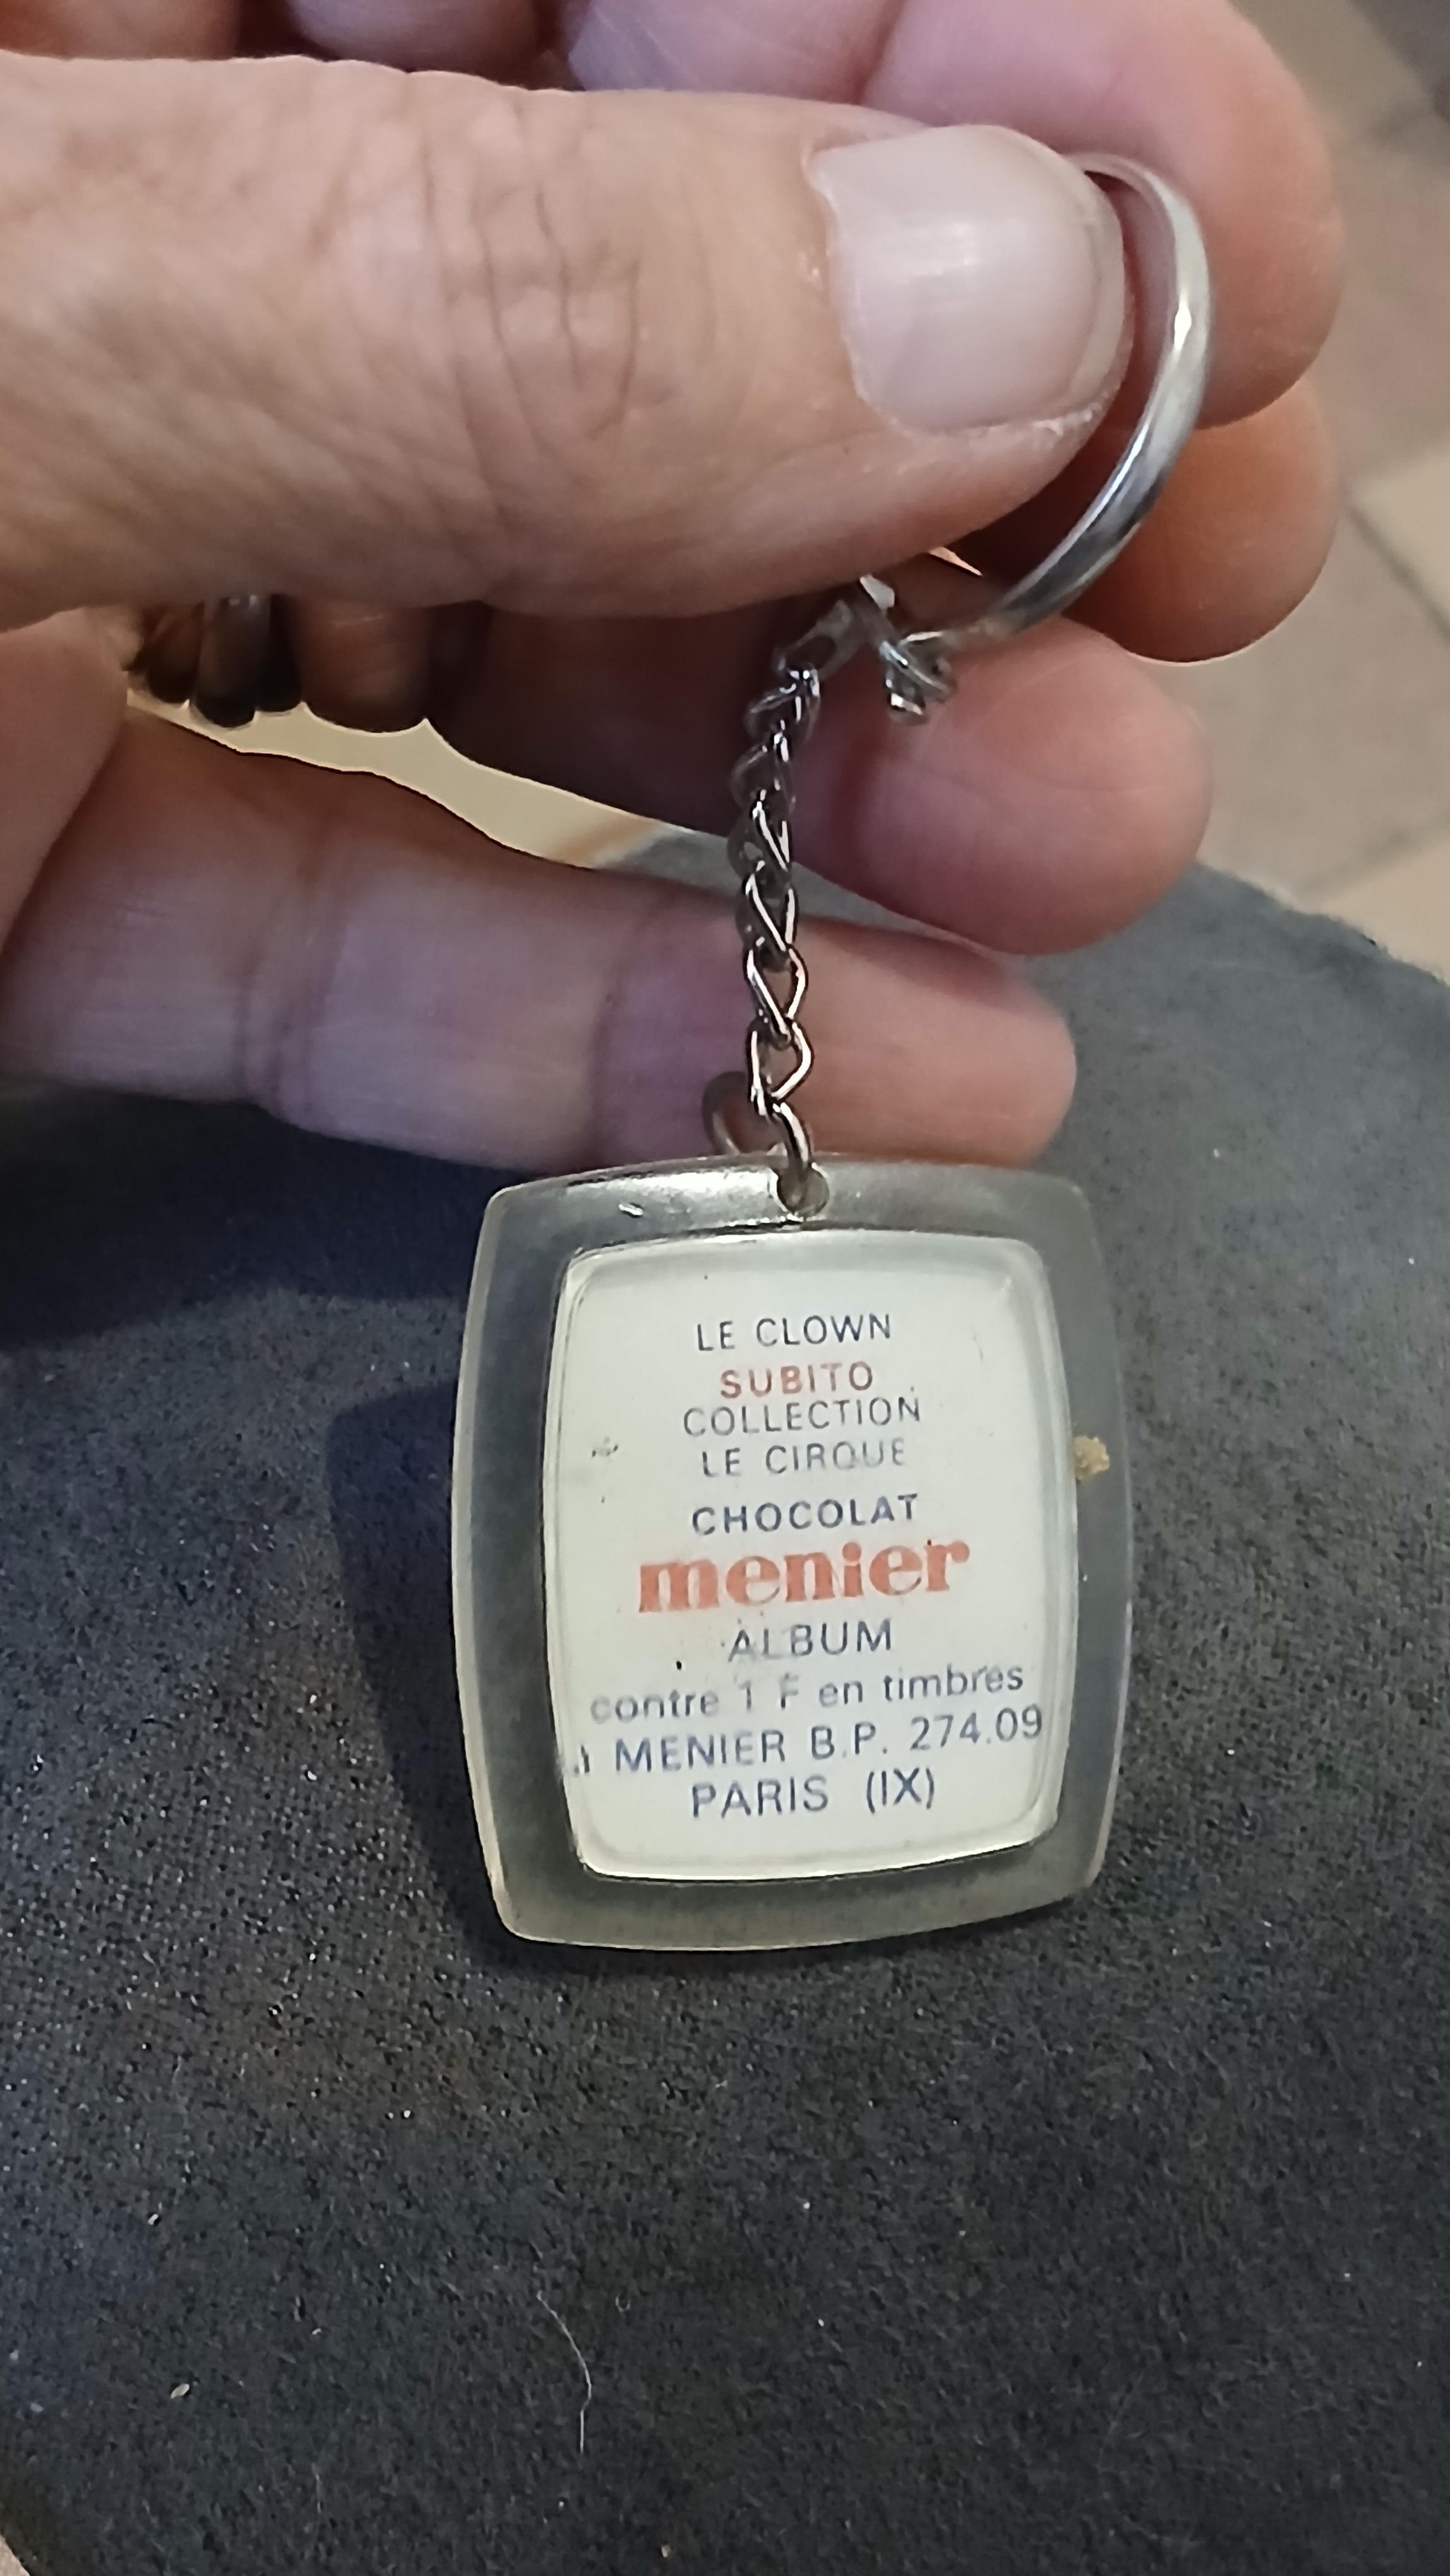 LE CLOWN
SUBITO
COLLECTION
LE CIRQUE
CHOCOLAT
menier
ALBUM
contre 1 F en timbres
MENIER B.P. 274.09
PARIS (IX)